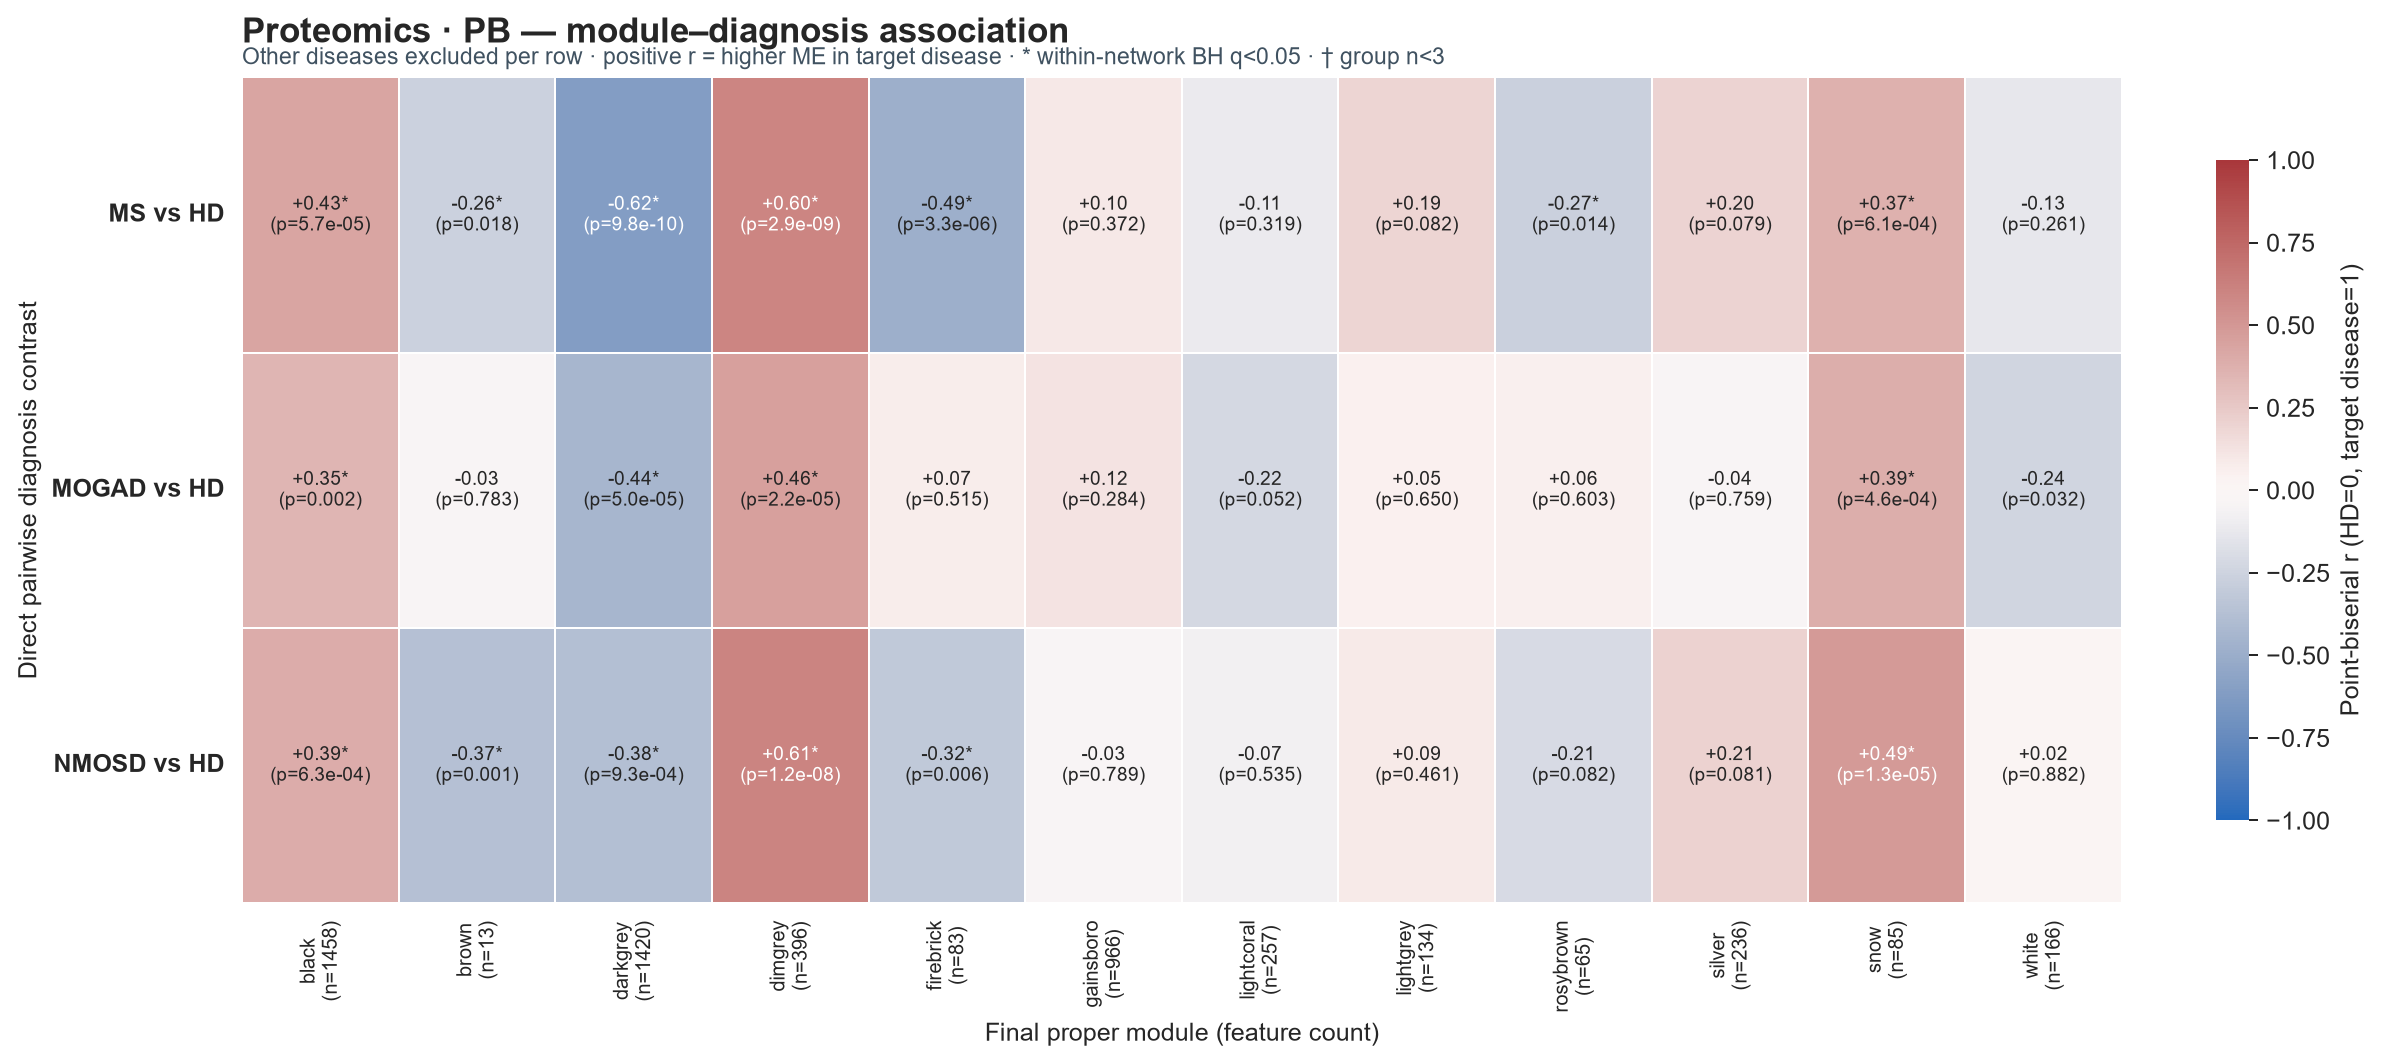 Proteomics · PB — module–diagnosis association
Other diseases excluded per row · positive r = higher ME in target disease · * within-network BH q<0.05 · † group n<3
Direct pairwise diagnosis contrast
MS vs HD
+0.43* -0.26* -0.62* +0.60* -0.49* +0.10 -0.11 +0.19 -0.27* +0.20 +0.37* -0.13
(p=5.7e-05) (p=0.018) (p=9.8e-10) (p=2.9e-09) (p=3.3e-06) (p=0.372) (p=0.319) (p=0.082) (p=0.014) (p=0.079) (p=6.1e-04) (p=0.261)
MOGAD vs HD
+0.35* -0.03 -0.44* +0.46* +0.07 +0.12 -0.22 +0.05 +0.06 -0.04 +0.39* -0.24
(p=0.002) (p=0.783) (p=5.0e-05) (p=2.2e-05) (p=0.515) (p=0.284) (p=0.052) (p=0.650) (p=0.603) (p=0.759) (p=4.6e-04) (p=0.032)
NMOSD vs HD
+0.39* -0.37* -0.38* +0.61* -0.32* -0.03 -0.07 +0.09 -0.21 +0.21 +0.49* +0.02
(p=6.3e-04) (p=0.001) (p=9.3e-04) (p=1.2e-08) (p=0.006) (p=0.789) (p=0.535) (p=0.461) (p=0.082) (p=0.081) (p=1.3e-05) (p=0.882)
black
(n=1458)
brown
(n=13)
darkgrey
(n=1420)
dimgrey
(n=396)
firebrick
(n=83)
gainsboro
(n=966)
lightcoral
(n=257)
lightgrey
(n=134)
rosybrown
(n=65)
silver
(n=236)
snow
(n=85)
white
(n=166)
Final proper module (feature count)
1.00
0.75
0.50
0.25
0.00
−0.25
−0.50
−0.75
−1.00
Point-biserial r (HD=0, target disease=1)